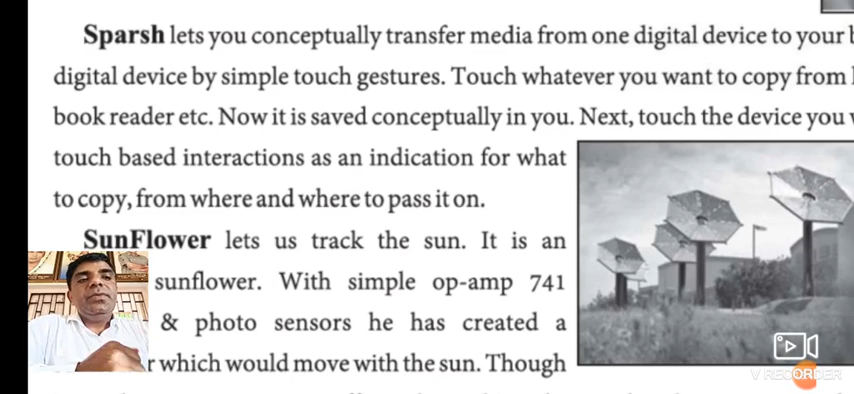 Sparsh lets you conceptually transfer media from one digital device to your
digital device by simple touch gestures. Touch whatever you want to copy from
book reader etc. Now it is saved conceptually in you. Next, touch the device you
touch based interactions as an indication for what
to copy, from where and where to pass it on.
SunFlower lets us track the sun. It is an
sunflower. With simple op-amp 741
& photo sensors he has created a
which would move with the sun. Though
V RECORDER